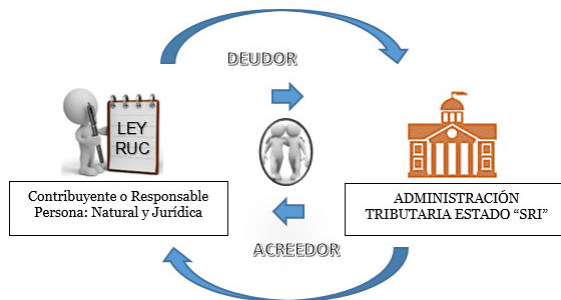 DEUDOR
LEY
RUC
Contribuyente o Responsable
Persona: Natural y Jurídica
ADMINISTRACIÓN
TRIBUTARIA ESTADO “SRI”
ACREEDOR